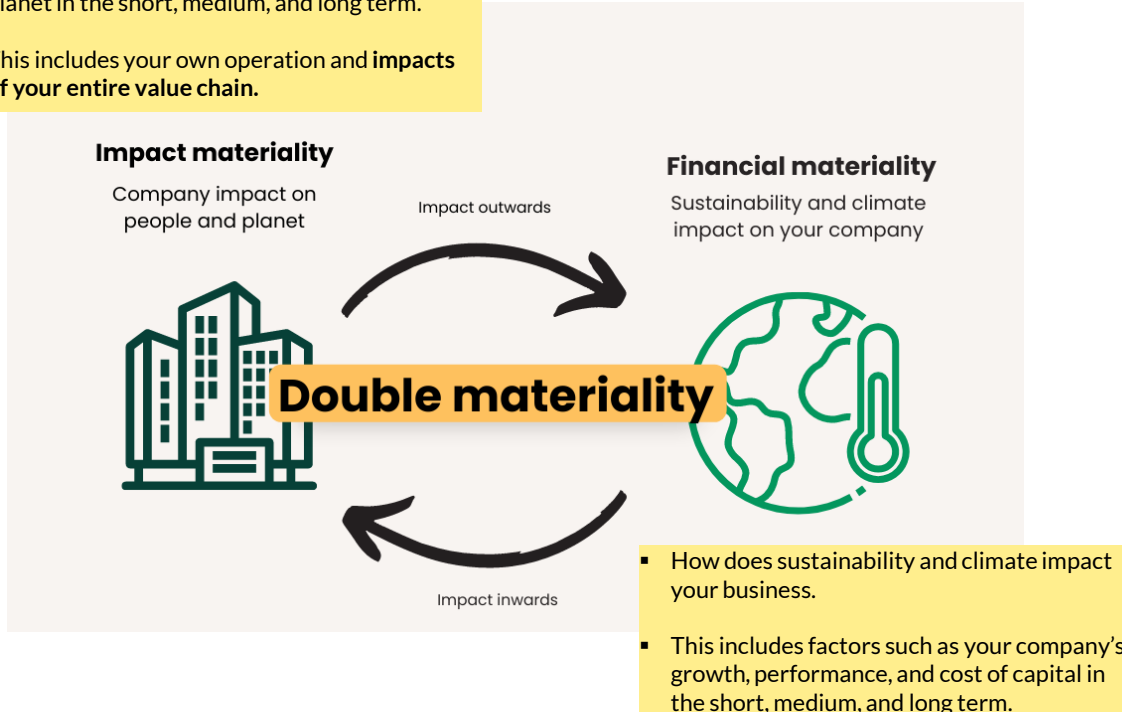 in the short, medium, and long term.
includes your own operation and impacts
your entire value chain.
Impact materiality
Company impact on
people and planet
Impact outwards
Financial materiality
Sustainability and climate
impact on your company
Double materiality
Impact inwards
▪ How does sustainability and climate impact
your business.
▪ This includes factors such as your company’s
growth, performance, and cost of capital in
the short, medium, and long term.